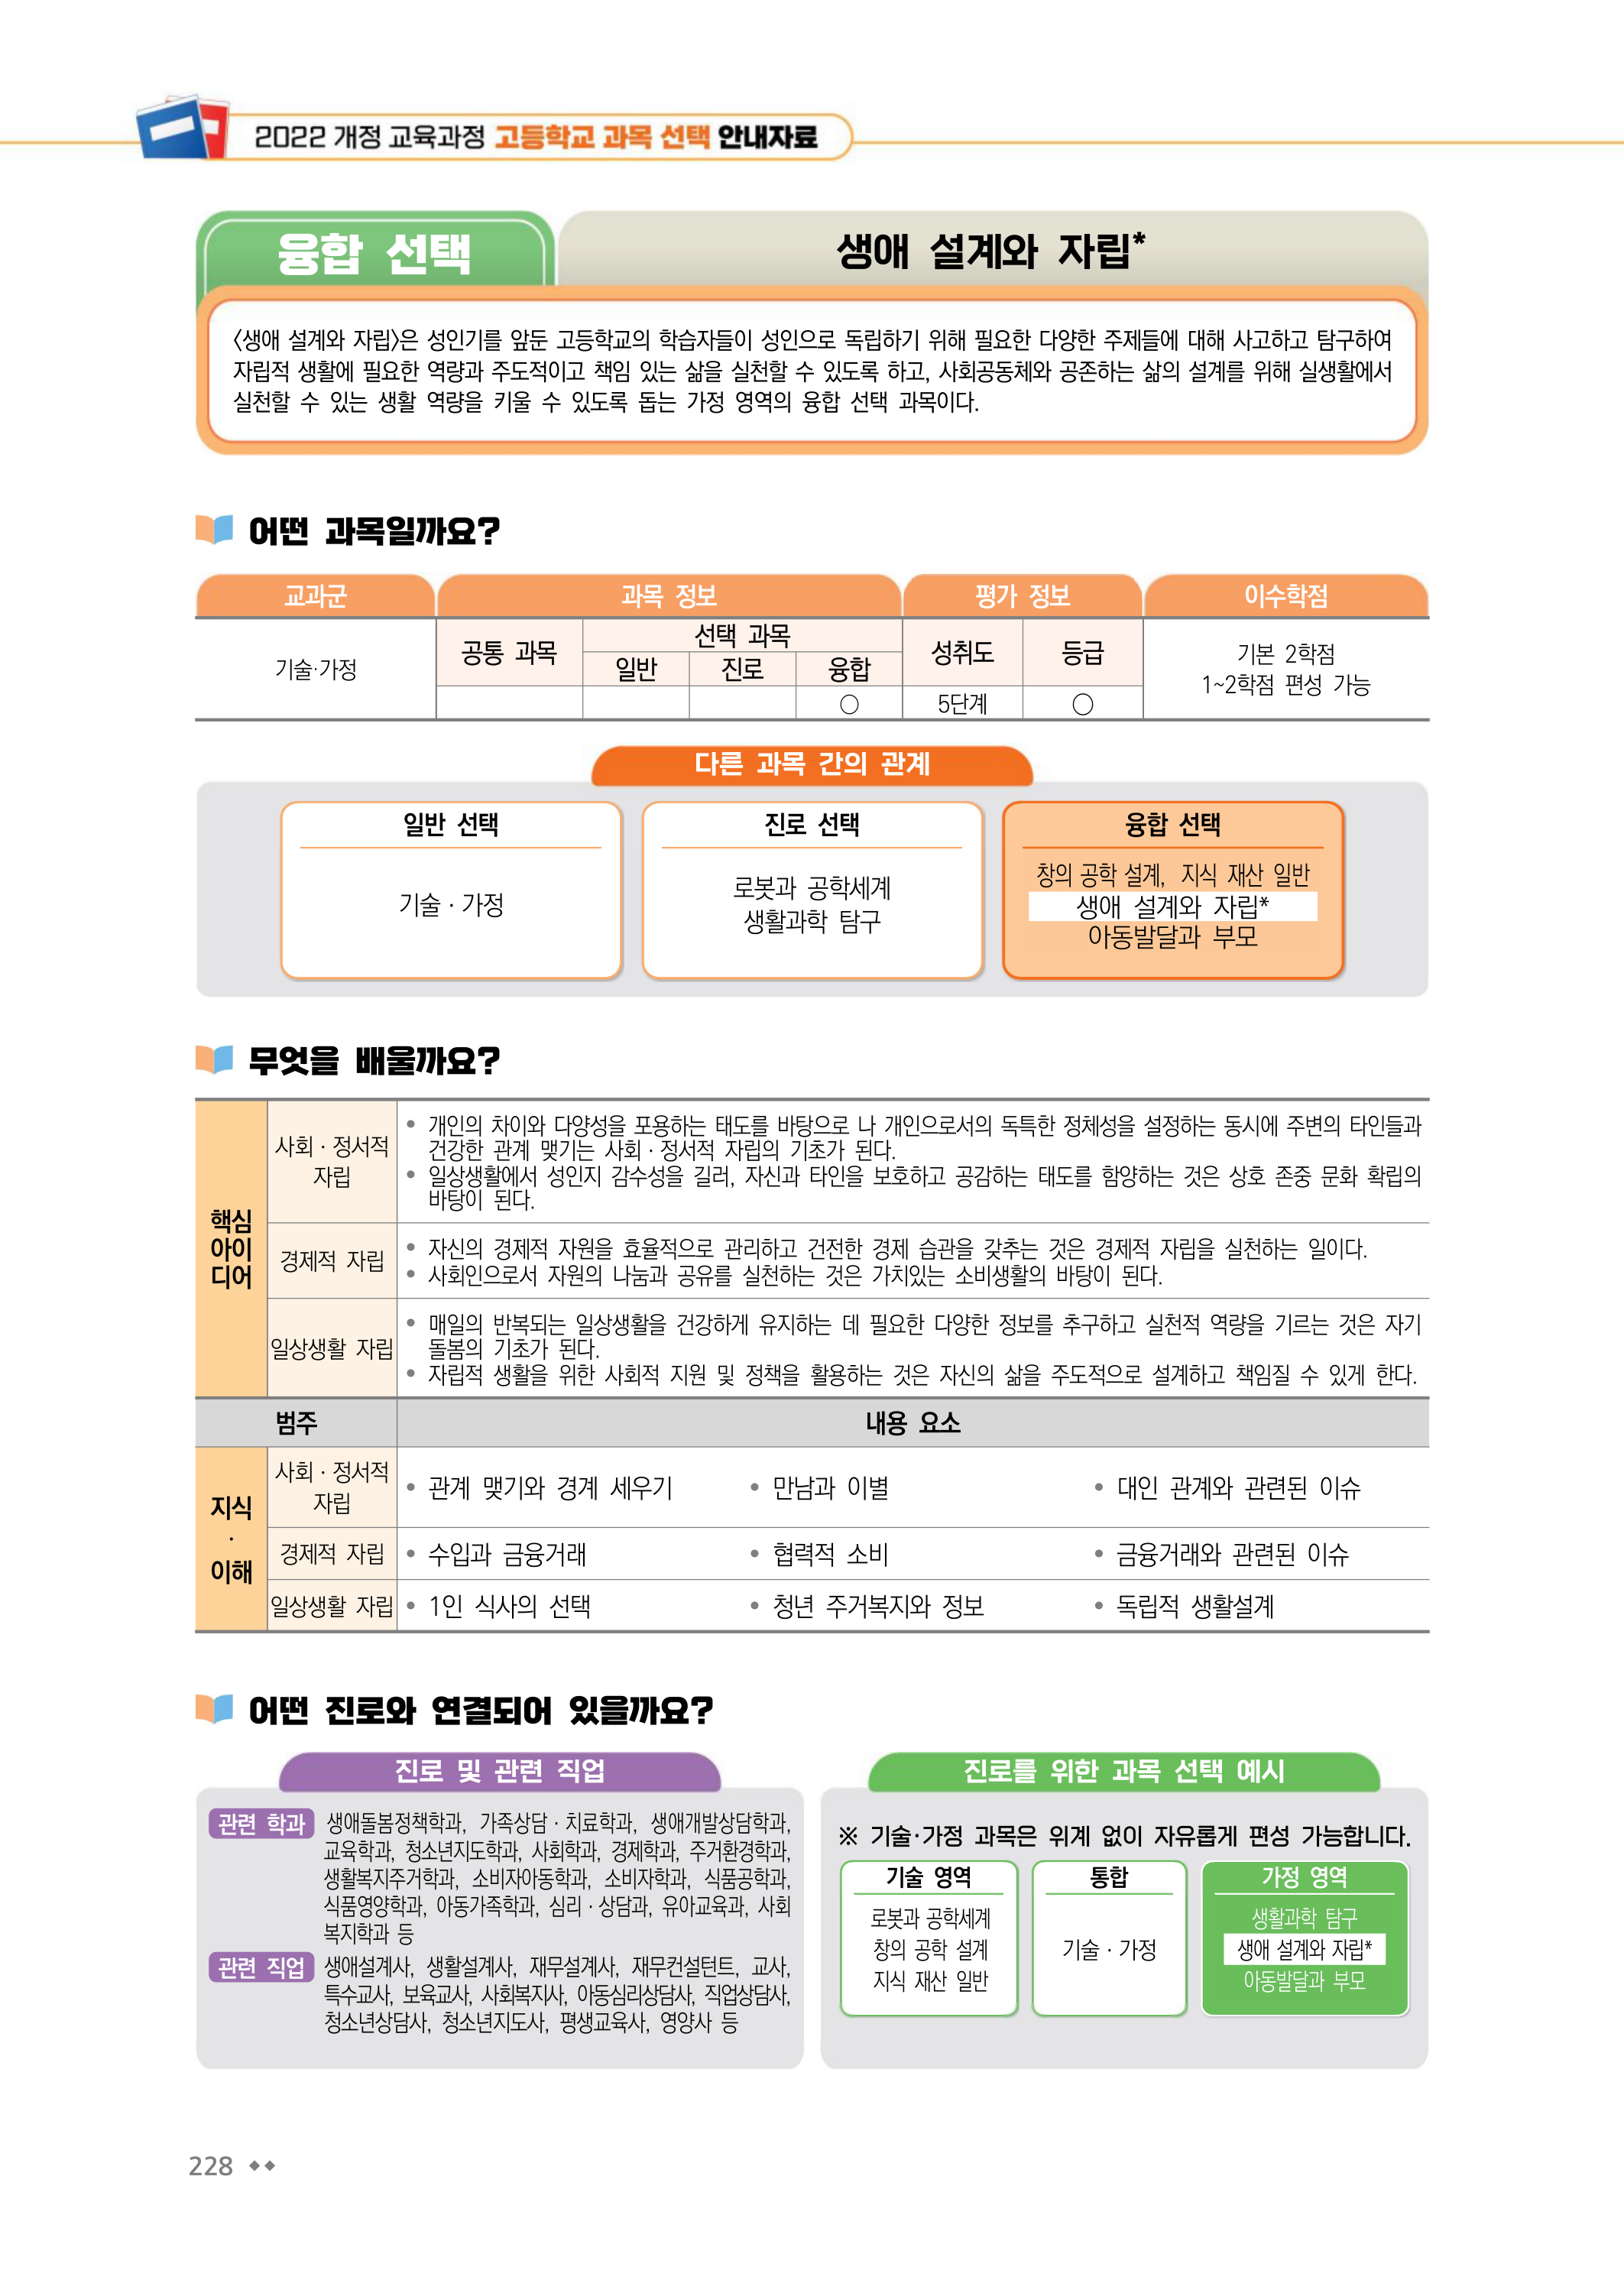 2022 개정 교육과정 고등학교 과목 선택 안내자료
융합 선택
생애 설계와 자립*
<생애 설계와 자립>은 성인기를 앞둔 고등학교의 학습자들이 성인으로 독립하기 위해 필요한 다양한 주제들에 대해 사고하고 탐구하여
자립적 생활에 필요한 역량과 주도적이고 책임 있는 삶을 실천할 수 있도록 하고, 사회공동체와 공존하는 삶의 설계를 위해 실생활에서
실천할 수 있는 생활 역량을 키울 수 있도록 돕는 가정 영역의 융합 선택 과목이다.
어떤 과목일까요?
교과군 과목 정보 평가 정보 이수학점
기술·가정
공통 과목
선택 과목
일반 진로 융합
성취도 등급
기본 2학점
1~2학점 편성 가능
○ 5단계 ○
다른 과목 간의 관계
일반 선택
기술 · 가정
진로 선택
로봇과 공학세계
생활과학 탐구
융합 선택
창의 공학 설계, 지식 재산 일반
생애 설계와 자립*
아동발달과 부모
무엇을 배울까요?
핵심
아이
디어
사회 · 정서적
자립
• 개인의 차이와 다양성을 포용하는 태도를 바탕으로 나 개인으로서의 독특한 정체성을 설정하는 동시에 주변의 타인들과
건강한 관계 맺기는 사회 · 정서적 자립의 기초가 된다.
• 일상생활에서 성인지 감수성을 길러, 자신과 타인을 보호하고 공감하는 태도를 함양하는 것은 상호 존중 문화 확립의
바탕이 된다.
경제적 자립
• 자신의 경제적 자원을 효율적으로 관리하고 건전한 경제 습관을 갖추는 것은 경제적 자립을 실천하는 일이다.
• 사회인으로서 자원의 나눔과 공유를 실천하는 것은 가치있는 소비생활의 바탕이 된다.
일상생활 자립
• 매일의 반복되는 일상생활을 건강하게 유지하는 데 필요한 다양한 정보를 추구하고 실천적 역량을 기르는 것은 자기
돌봄의 기초가 된다.
• 자립적 생활을 위한 사회적 지원 및 정책을 활용하는 것은 자신의 삶을 주도적으로 설계하고 책임질 수 있게 한다.
범주 내용 요소
지식
·
이해
사회 · 정서적
자립
• 관계 맺기와 경계 세우기 • 만남과 이별 • 대인 관계와 관련된 이슈
경제적 자립 • 수입과 금융거래 • 협력적 소비 • 금융거래와 관련된 이슈
일상생활 자립 • 1인 식사의 선택 • 청년 주거복지와 정보 • 독립적 생활설계
어떤 진로와 연결되어 있을까요?
진로 및 관련 직업
관련 학과 생애돌봄정책학과, 가족상담 · 치료학과, 생애개발상담학과,
교육학과, 청소년지도학과, 사회학과, 경제학과, 주거환경학과,
생활복지주거학과, 소비자아동학과, 소비자학과, 식품공학과,
식품영양학과, 아동가족학과, 심리 · 상담과, 유아교육과, 사회
복지학과 등
관련 직업 생애설계사, 생활설계사, 재무설계사, 재무컨설턴트, 교사,
특수교사, 보육교사, 사회복지사, 아동심리상담사, 직업상담사,
청소년상담사, 청소년지도사, 평생교육사, 영양사 등
진로를 위한 과목 선택 예시
※ 기술·가정 과목은 위계 없이 자유롭게 편성 가능합니다.
기술 영역
로봇과 공학세계
창의 공학 설계
지식 재산 일반
통합
기술 · 가정
가정 영역
생활과학 탐구
생애 설계와 자립*
아동발달과 부모
228 ◆◆